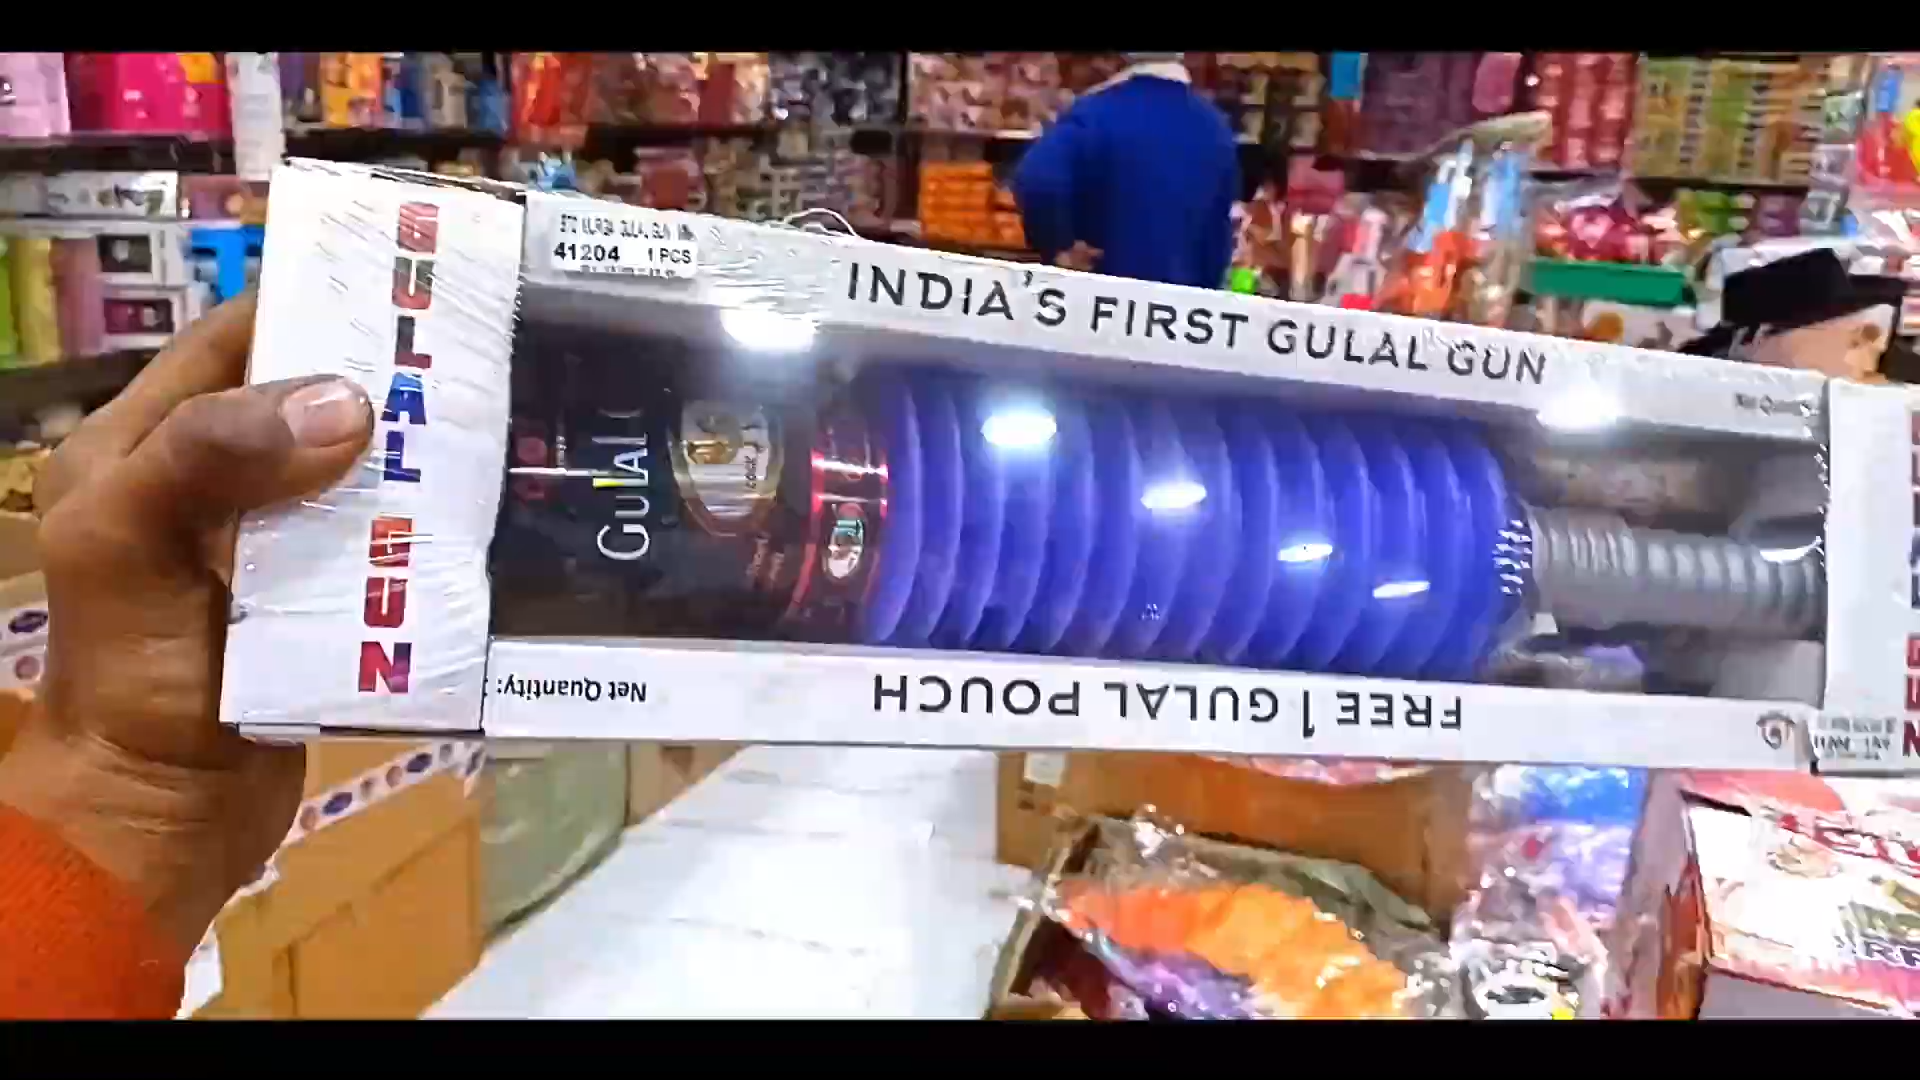 GULAL GUN
41204 1 PCS
INDIA'S FIRST GULAL GUN
GULAL
Net Quantity:
FREE 1 GULAL POUCH